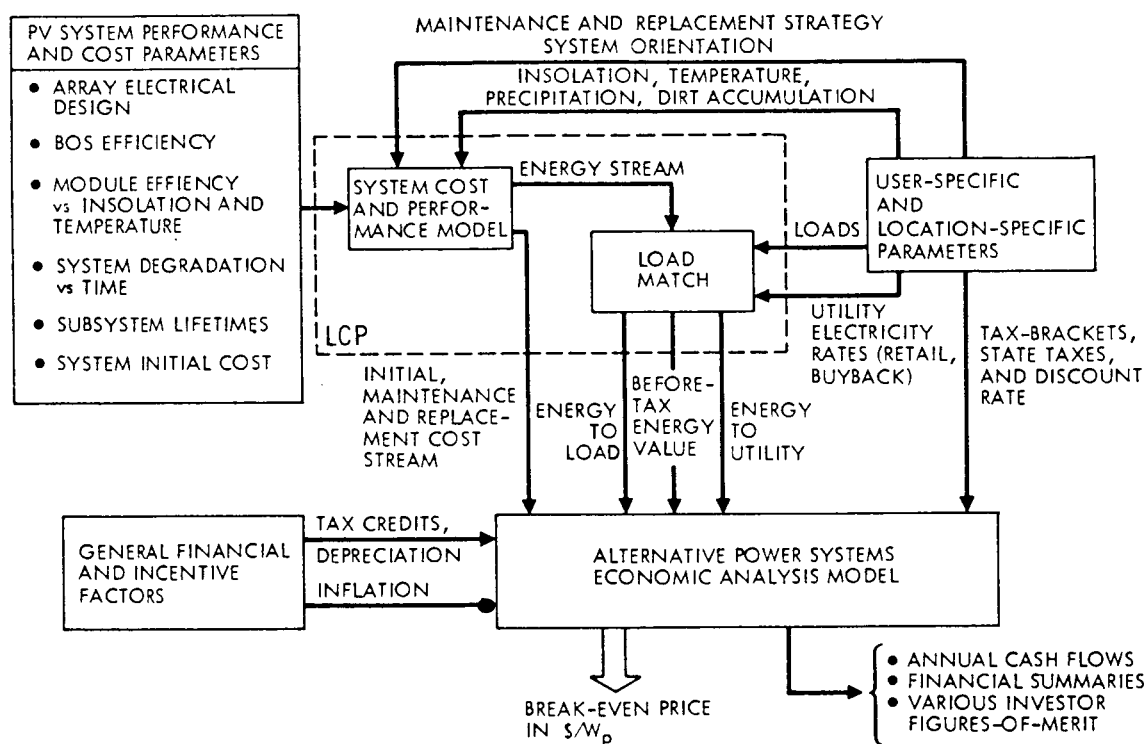 PV SYSTEM PERFORMANCE
AND COST PARAMETERS
● ARRAY ELECTRICAL
DESIGN
● BOS EFFICIENCY
● MODULE EFFIENCY
vs INSOLATION AND
TEMPERATURE
● SYSTEM DEGRADATION
vs TIME
● SUBSYSTEM LIFETIMES
● SYSTEM INITIAL COST
MAINTENANCE AND REPLACEMENT STRATEGY
SYSTEM ORIENTATION
INSOLATION, TEMPERATURE,
PRECIPITATION, DIRT ACCUMULATION
ENERGY STREAM
SYSTEM COST
AND PERFOR-
MANCE MODEL
LOAD
MATCH
LCP
LOADS
USER-SPECIFIC
AND
LOCATION-SPECIFIC
PARAMETERS
UTILITY
ELECTRICITY
RATES (RETAIL,
BUYBACK)
TAX-BRACKETS,
STATE TAXES,
AND DISCOUNT
RATE
INITIAL,
MAINTENANCE
AND REPLACE-
MENT COST
STREAM
ENERGY
TO
LOAD
BEFORE-
TAX
ENERGY
VALUE
ENERGY
TO
UTILITY
GENERAL FINANCIAL
AND INCENTIVE
FACTORS
TAX CREDITS,
DEPRECIATION
INFLATION
ALTERNATIVE POWER SYSTEMS
ECONOMIC ANALYSIS MODEL
BREAK-EVEN PRICE
IN $/Wp
● ANNUAL CASH FLOWS
● FINANCIAL SUMMARIES
● VARIOUS INVESTOR
FIGURES-OF-MERIT